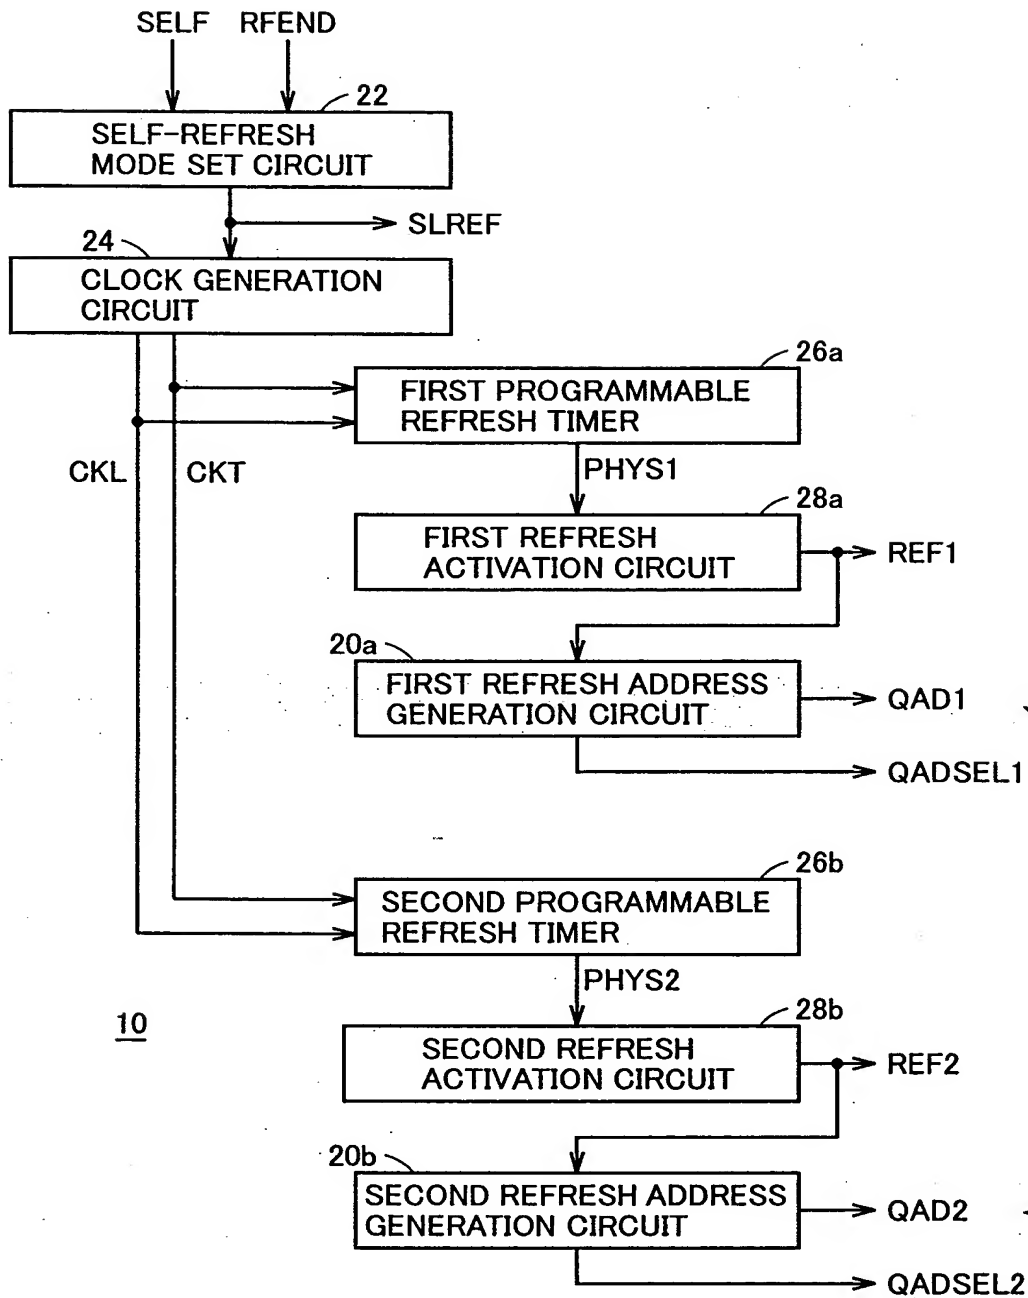 SELF RFEND
22
SELF-REFRESH
MODE SET CIRCUIT
SLREF
24
CLOCK GENERATION
CIRCUIT
26a
FIRST PROGRAMMABLE
REFRESH TIMER
CKL CKT
PHYS1
28a
FIRST REFRESH
ACTIVATION CIRCUIT
REF1
20a
FIRST REFRESH ADDRESS
GENERATION CIRCUIT
QAD1
QADSEL1
26b
SECOND PROGRAMMABLE
REFRESH TIMER
PHYS2
10
28b
SECOND REFRESH
ACTIVATION CIRCUIT
REF2
20b
SECOND REFRESH ADDRESS
GENERATION CIRCUIT
QAD2
QADSEL2